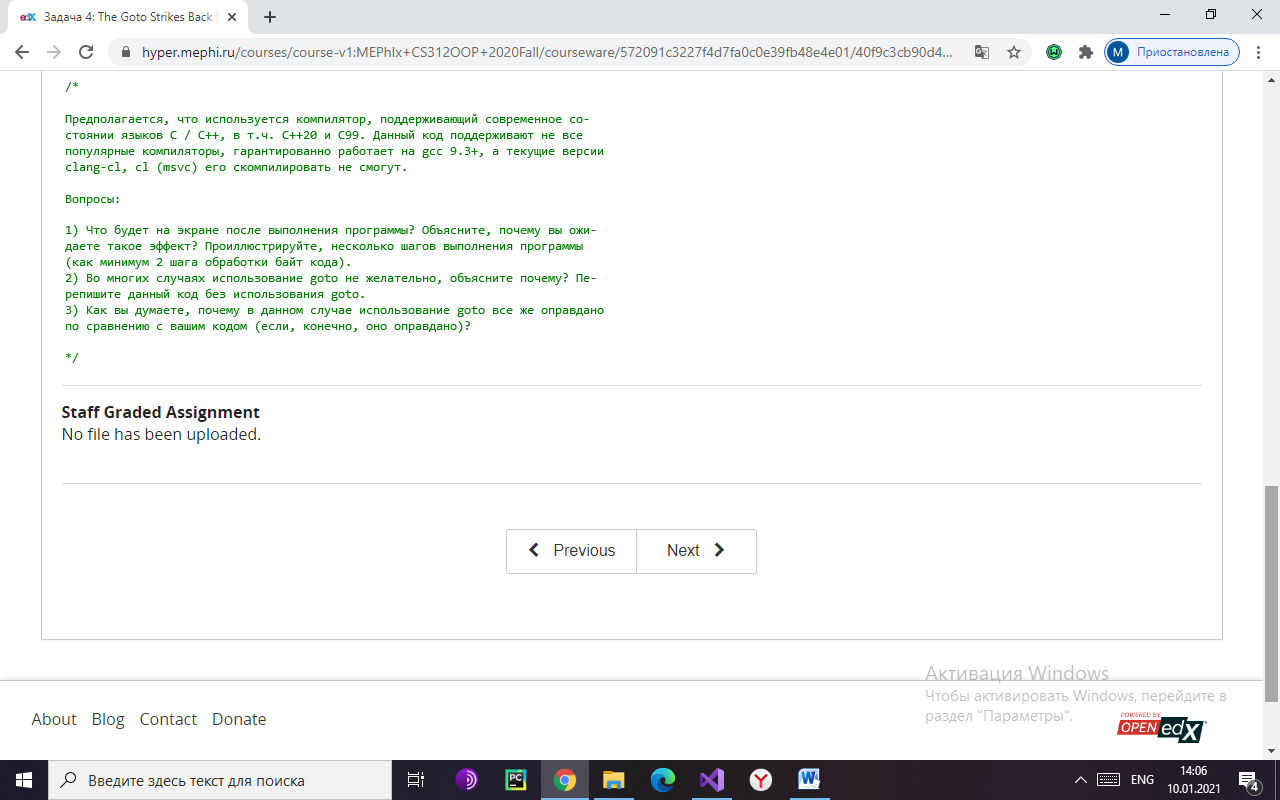 edX Задача 4: The Goto Strikes Back
hyper.mephi.ru/courses/course-v1:MEPhIx+CS312OOP+2020Fall/courseware/572091c3227f4d7fa0c0e39fb48e4e01/40f9c3cb90d4...
M Приостановлена
/*
Предполагается, что используется компилятор, поддерживающий современное со-
стоянии языков C / C++, в т.ч. C++20 и C99. Данный код поддерживают не все
популярные компиляторы, гарантированно работает на gcc 9.3+, а текущие версии
clang-cl, cl (msvc) его скомпилировать не смогут.
Вопросы:
1) Что будет на экране после выполнения программы? Объясните, почему вы ожи-
даете такое эффект? Проиллюстрируйте, несколько шагов выполнения программы
(как минимум 2 шага обработки байт кода).
2) Во многих случаях использование goto не желательно, объясните почему? Пе-
репишите данный код без использования goto.
3) Как вы думаете, почему в данном случае использование goto все же оправдано
по сравнению с вашим кодом (если, конечно, оно оправдано)?
*/
Staff Graded Assignment
No file has been uploaded.
Previous
Next
Активация Windows
Чтобы активировать Windows, перейдите в
раздел "Параметры".
About Blog Contact Donate
POWERED BY
OPEN edX
Введите здесь текст для поиска
PC
Y
W
ENG
14:06
10.01.2021
4